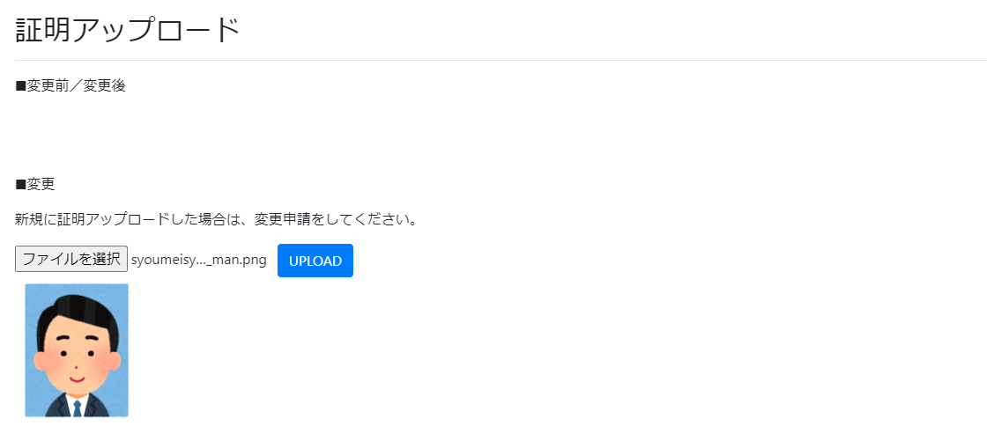 証明アップロード
■変更前／変更後
■変更
新規に証明アップロードした場合は、変更申請をしてください。
ファイルを選択 syoumeisy..._man.png UPLOAD